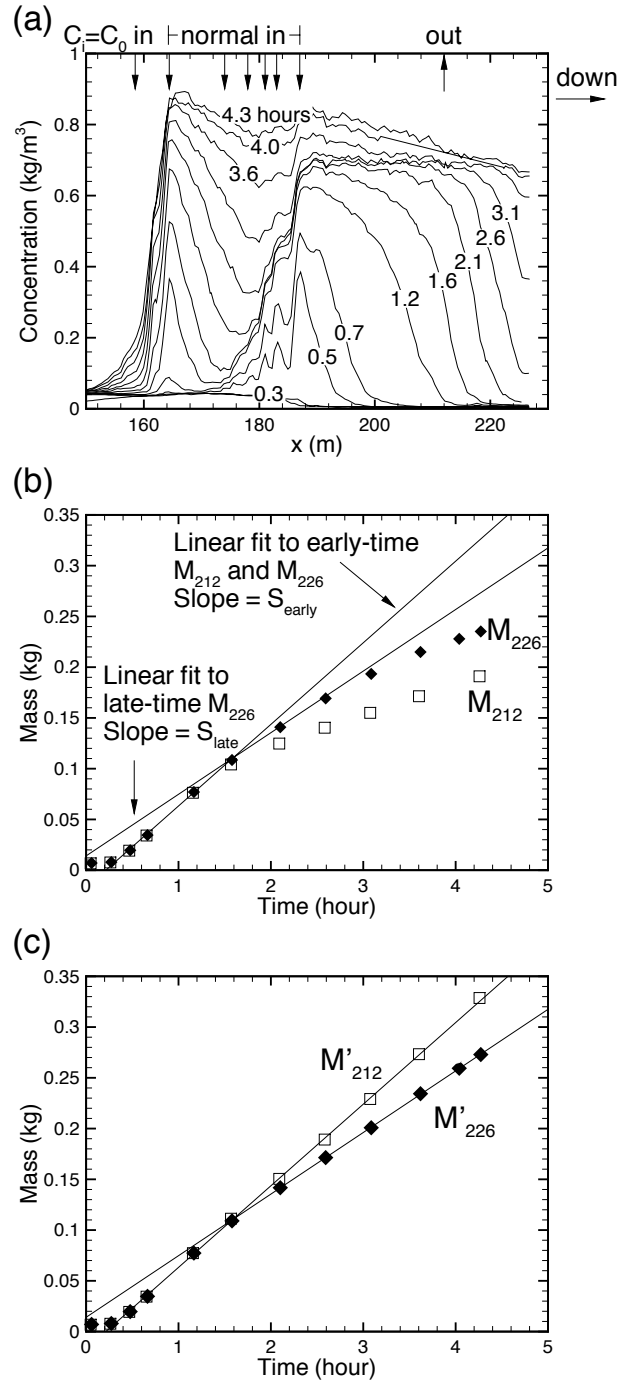 (a)
Cᵢ=C₀ in normal in out
down
1
0.8
0.6
0.4
0.2
0
Concentration (kg/m³)
4.3 hours
4.0
3.6
3.1
2.6
2.1
1.6
1.2
0.7
0.5
0.3
160 180 200 220
x (m)
(b)
0.35
0.3
0.25
0.2
0.15
0.1
0.05
0
Mass (kg)
Linear fit to early-time
M₂₁₂ and M₂₂₆
Slope = S_early
M₂₂₆
M₂₁₂
Linear fit to
late-time M₂₂₆
Slope = S_late
0 1 2 3 4 5
Time (hour)
(c)
0.35
0.3
0.25
0.2
0.15
0.1
0.05
0
Mass (kg)
M'₂₁₂
M'₂₂₆
0 1 2 3 4 5
Time (hour)